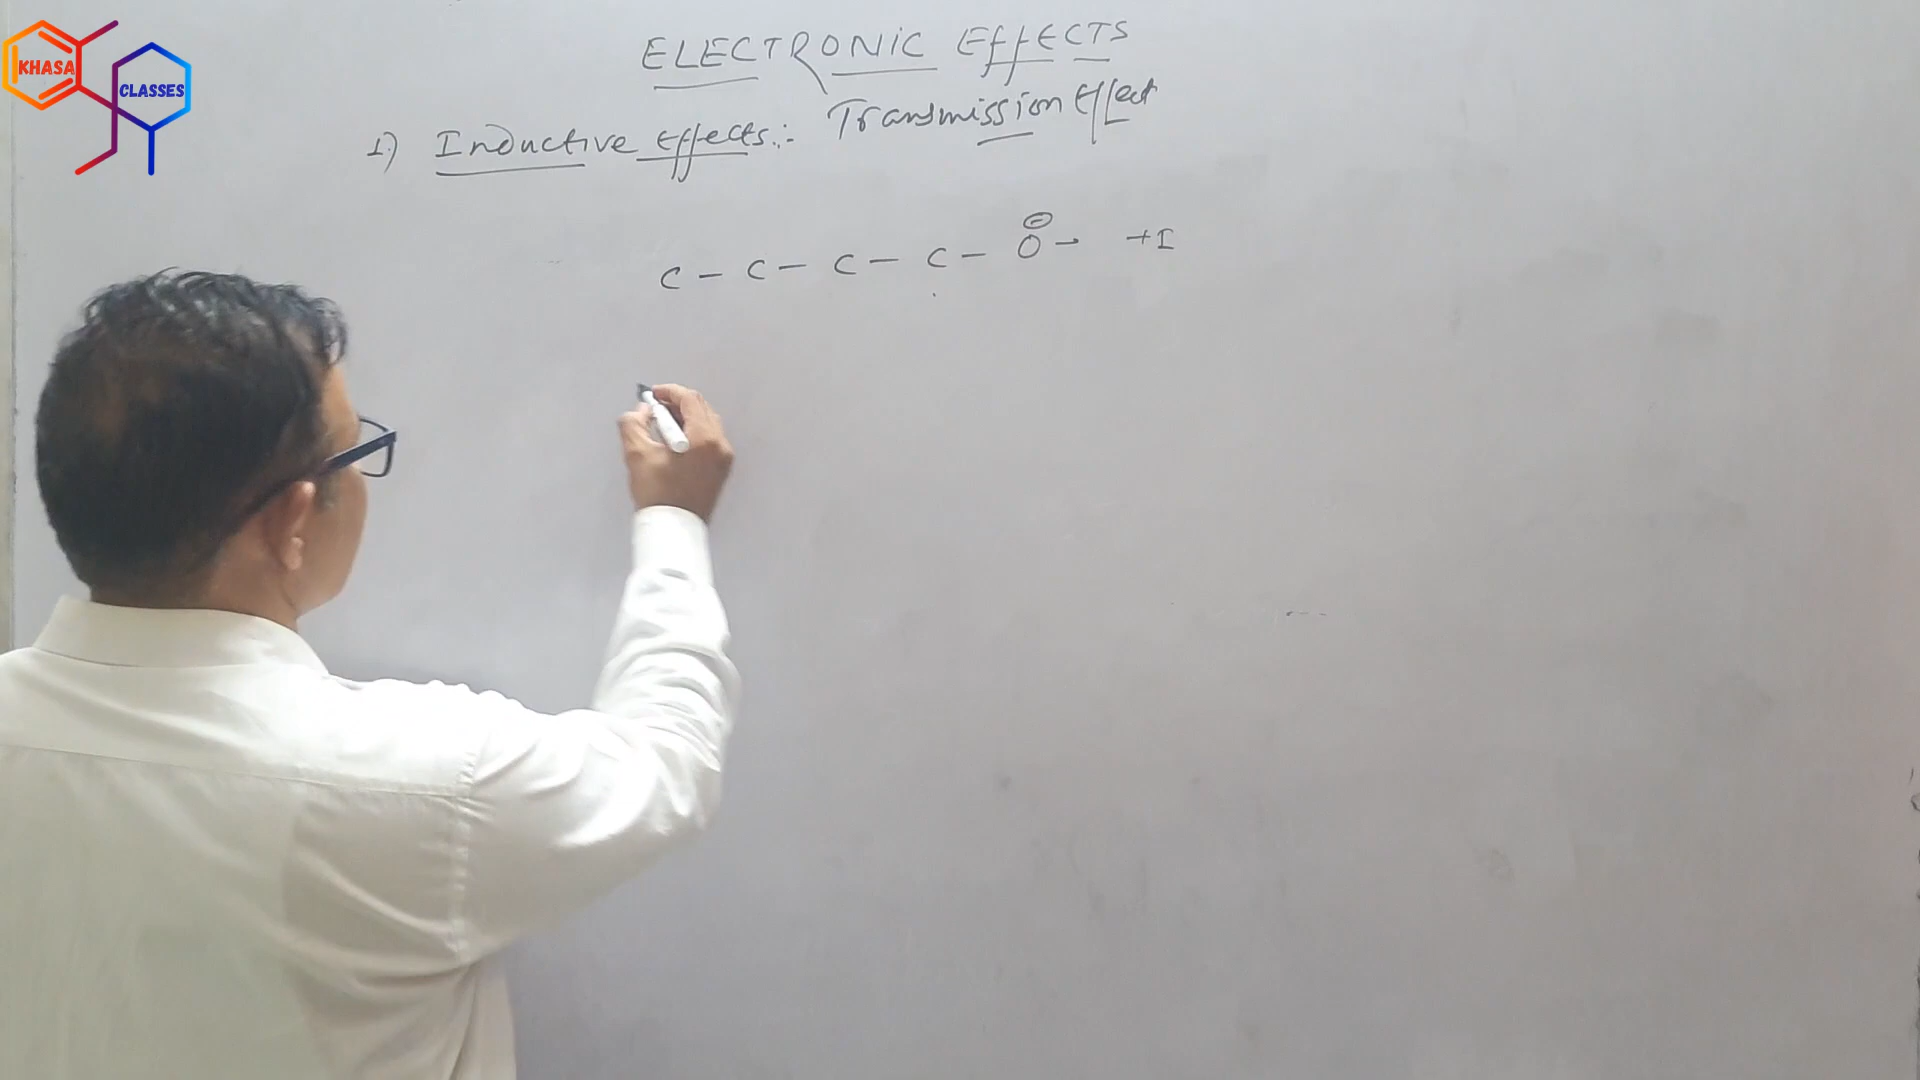 KHASA
CLASSES
ELECTRONIC EFFECTS
1) Inductive Effects:- Transmission Effect
C - C - C - C - O⊖ - +I